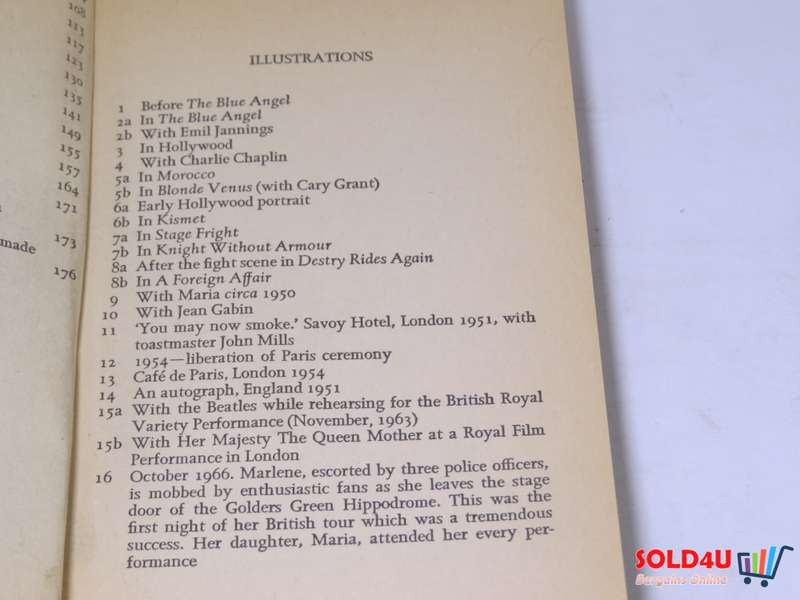 108
113
117
123
130
135
141
149
155
157
164
171
made 173
176
ILLUSTRATIONS
1 Before The Blue Angel
2a In The Blue Angel
2b With Emil Jannings
3 In Hollywood
4 With Charlie Chaplin
5a In Morocco
5b In Blonde Venus (with Cary Grant)
6a Early Hollywood portrait
6b In Kismet
7a In Stage Fright
7b In Knight Without Armour
8a After the fight scene in Destry Rides Again
8b In A Foreign Affair
9 With Maria circa 1950
10 With Jean Gabin
11 'You may now smoke.' Savoy Hotel, London 1951, with
toastmaster John Mills
12 1954—liberation of Paris ceremony
13 Café de Paris, London 1954
14 An autograph, England 1951
15a With the Beatles while rehearsing for the British Royal
Variety Performance (November, 1963)
15b With Her Majesty The Queen Mother at a Royal Film
Performance in London
16 October 1966. Marlene, escorted by three police officers,
is mobbed by enthusiastic fans as she leaves the stage
door of the Golders Green Hippodrome. This was the
first night of her British tour which was a tremendous
success. Her daughter, Maria, attended her every per-
formance
SOLD4U
Bargains Online